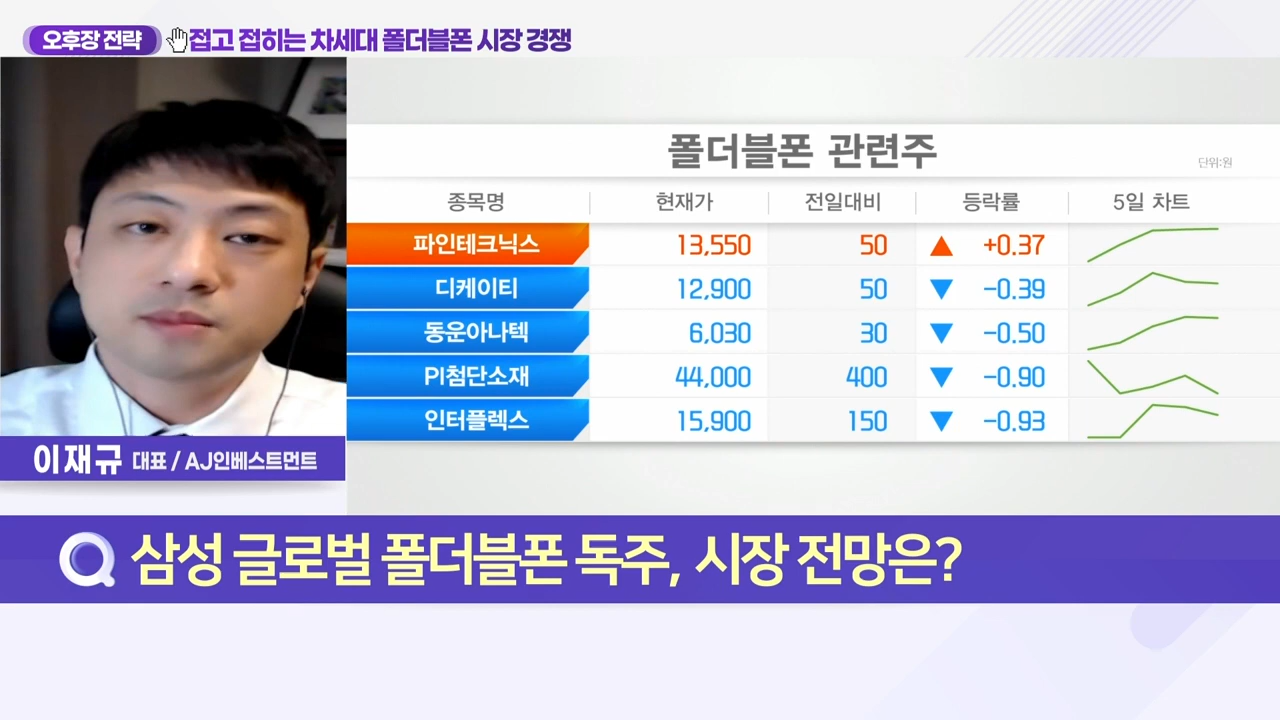 오후장 전략 접고 접히는 차세대 폴더블폰 시장 경쟁
폴더블폰 관련주
단위:원
종목명 현재가 전일대비 등락률 5일 차트
파인테크닉스 13,550 50 ▲ +0.37
디케이티 12,900 50 ▼ -0.39
동운아나텍 6,030 30 ▼ -0.50
PI첨단소재 44,000 400 ▼ -0.90
인터플렉스 15,900 150 ▼ -0.93
이재규 대표 / AJ인베스트먼트
Q 삼성 글로벌 폴더블폰 독주, 시장 전망은?